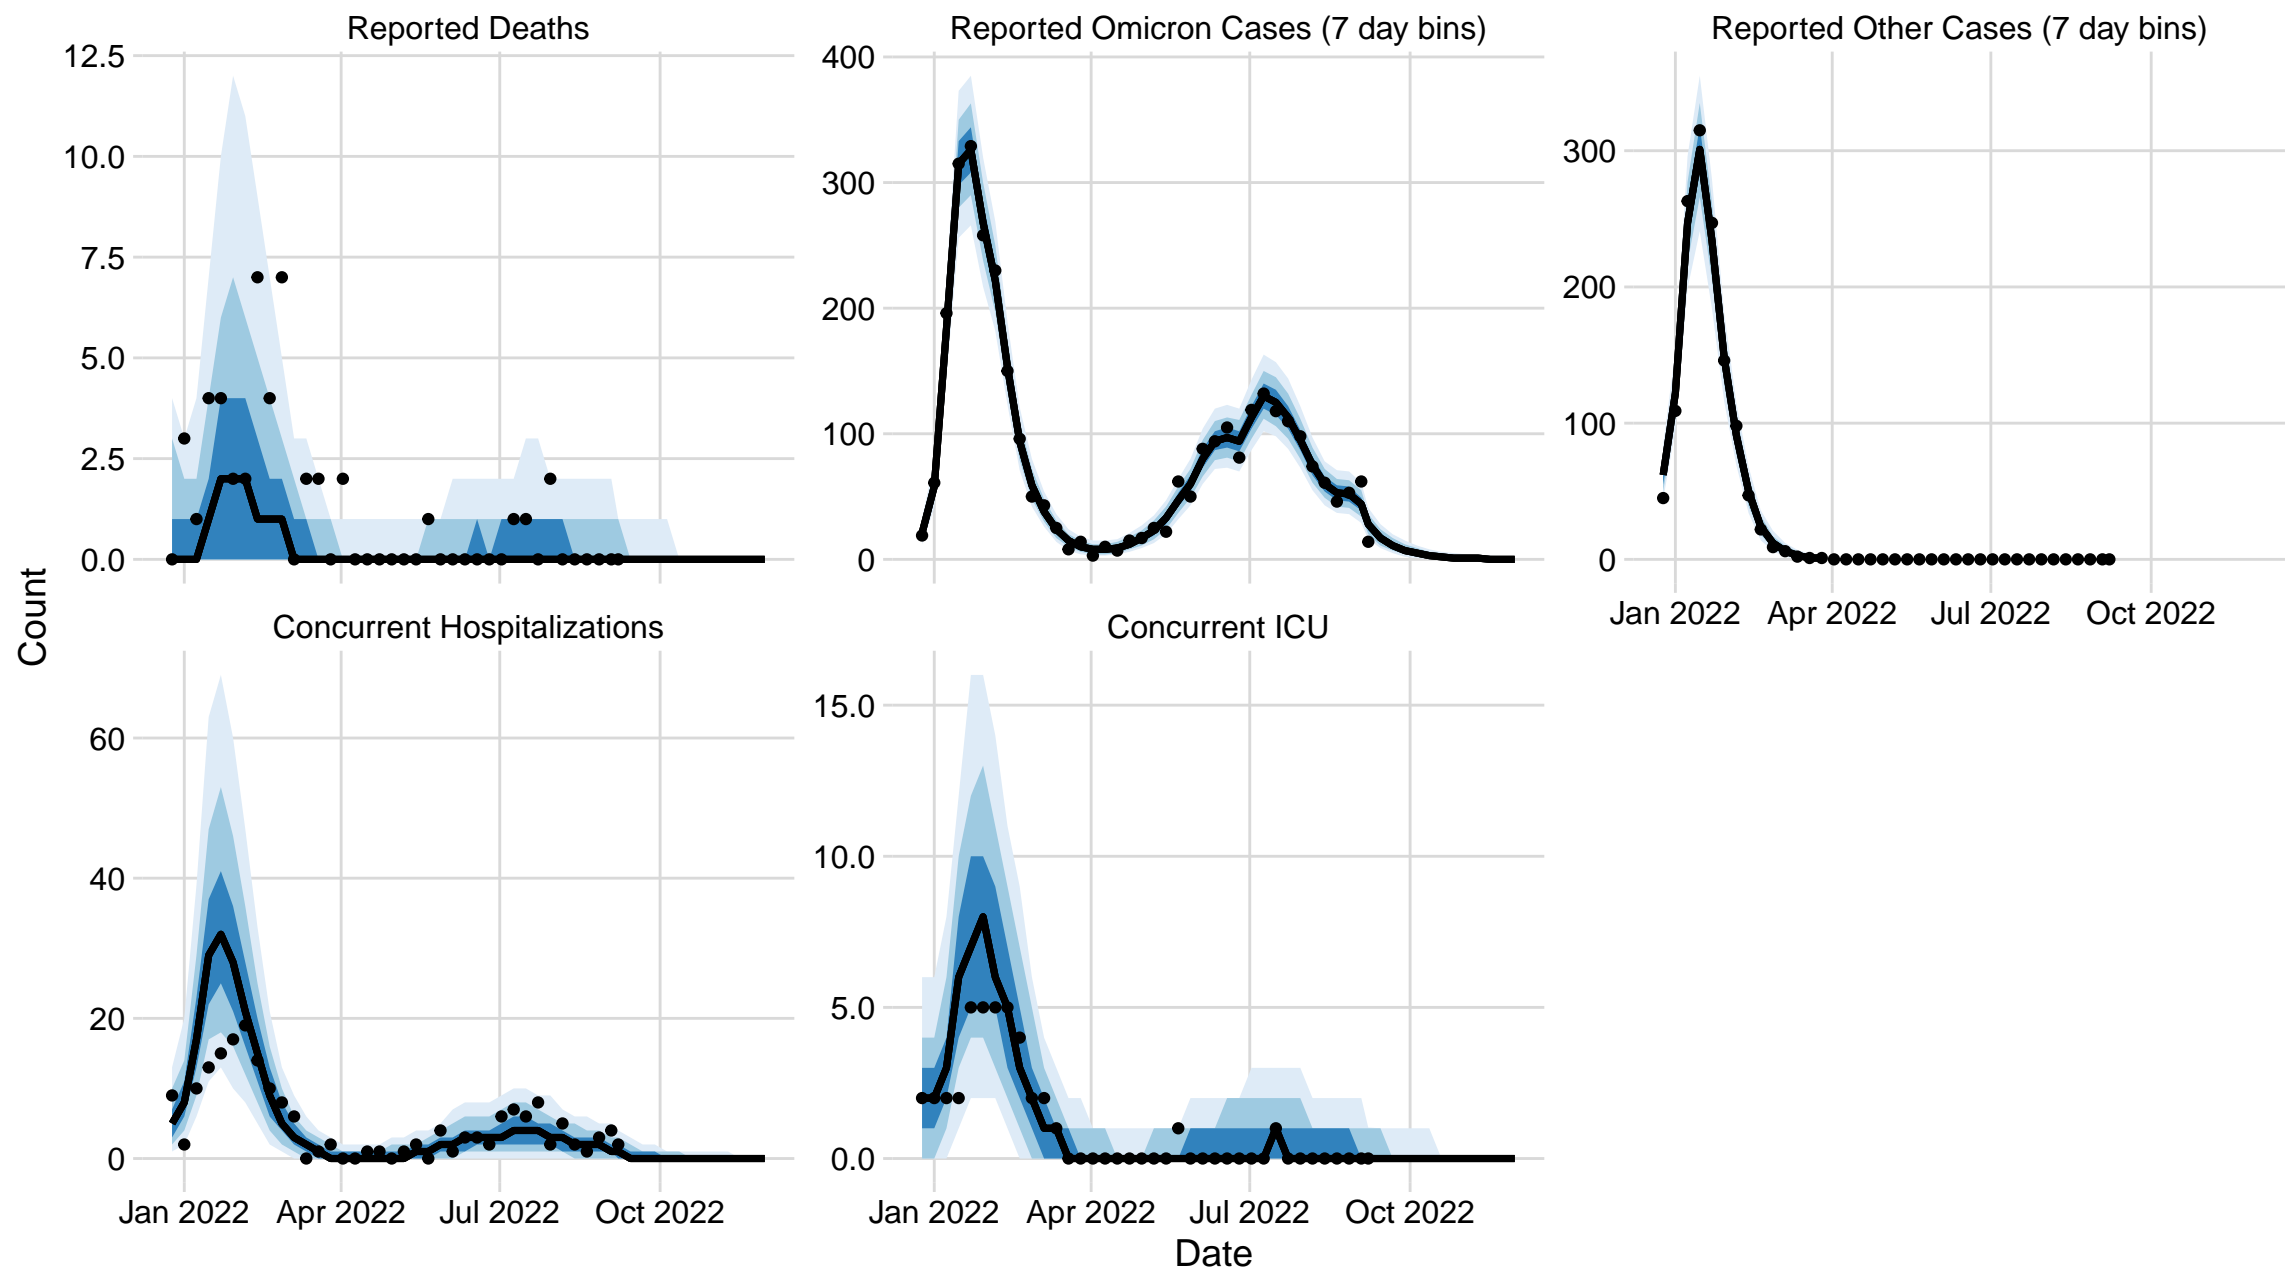 Reported Deaths
Reported Omicron Cases (7 day bins)
Reported Other Cases (7 day bins)
12.5
10.0
7.5
5.0
2.5
0.0
400
300
200
100
0
300
200
100
0
Jan 2022 Apr 2022 Jul 2022 Oct 2022
Count
Concurrent Hospitalizations
Concurrent ICU
60
40
20
0
15.0
10.0
5.0
0.0
Jan 2022 Apr 2022 Jul 2022 Oct 2022
Jan 2022 Apr 2022 Jul 2022 Oct 2022
Date